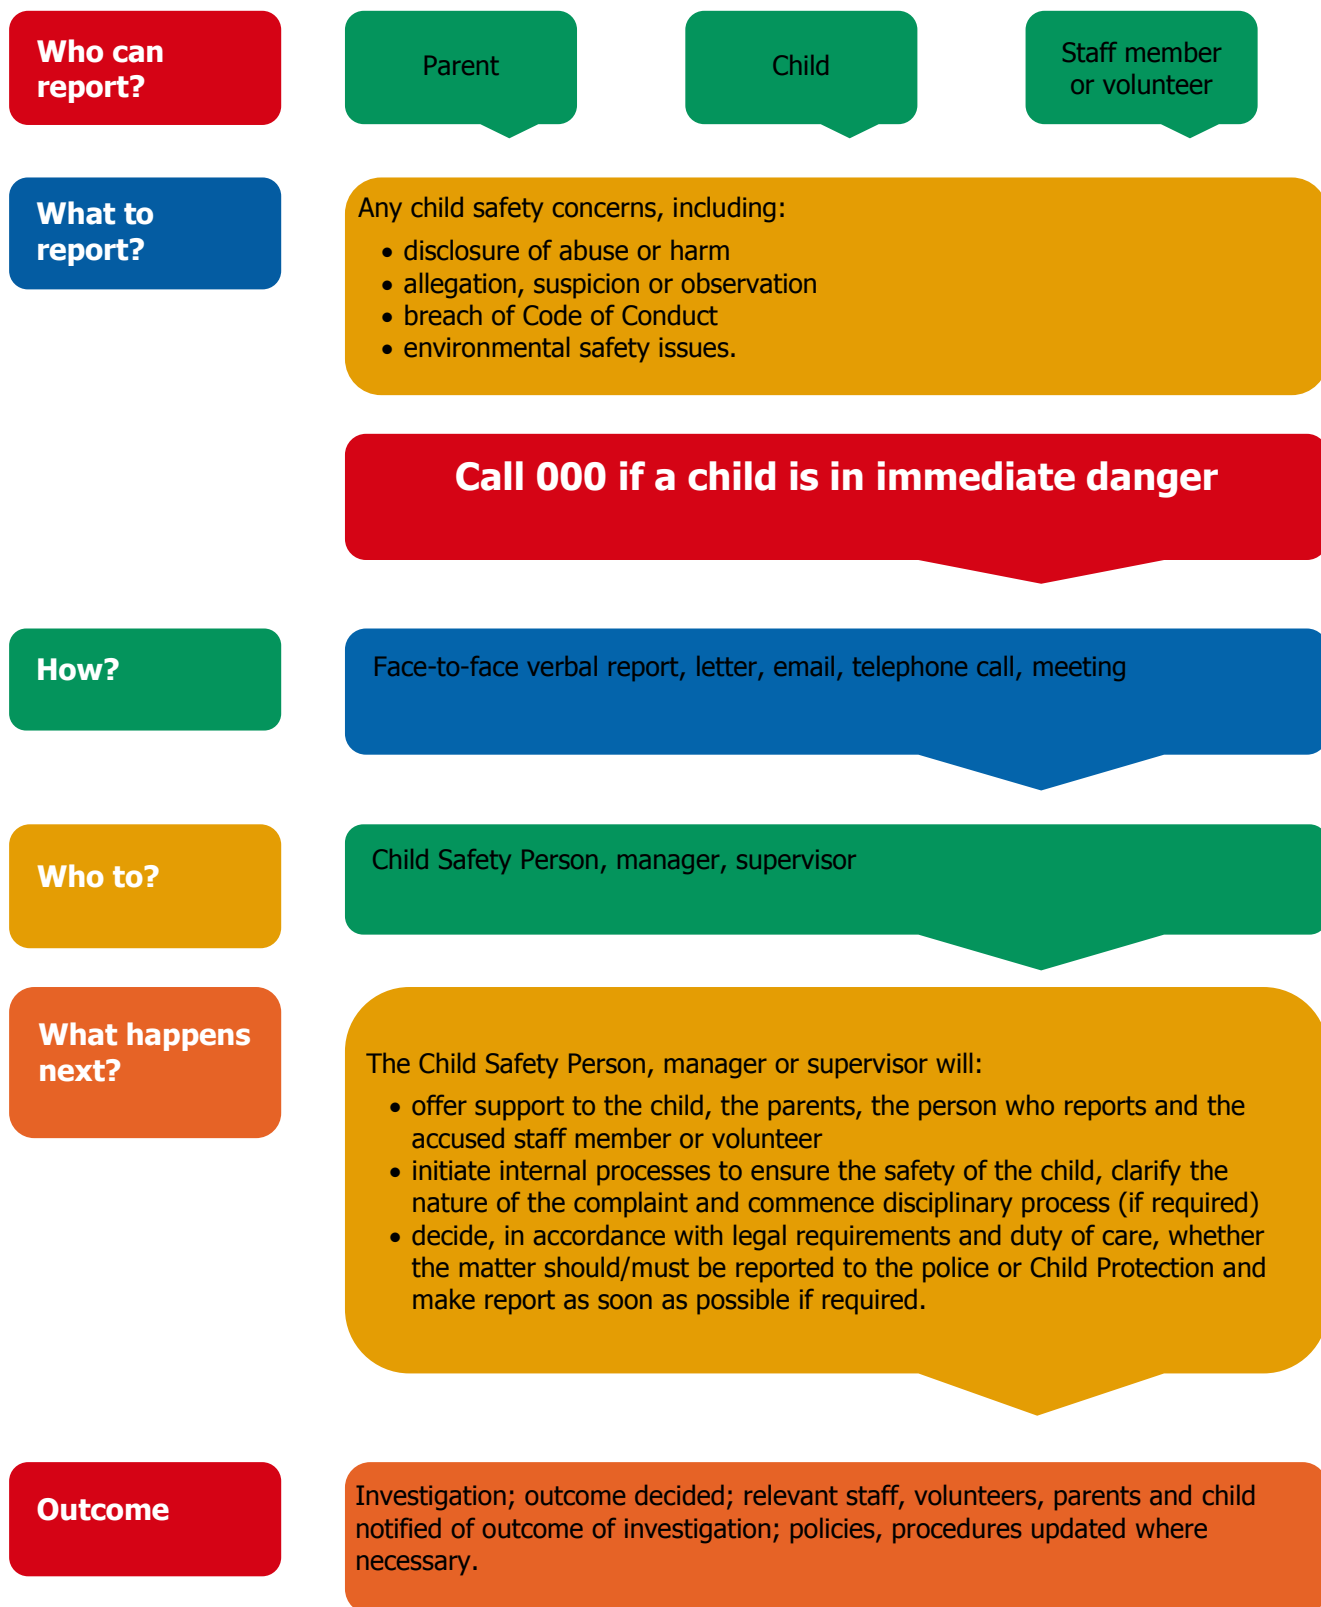 Who can
report?
Parent
Child
Staff member
or volunteer
What to
report?
Any child safety concerns, including:
• disclosure of abuse or harm
• allegation, suspicion or observation
• breach of Code of Conduct
• environmental safety issues.
Call 000 if a child is in immediate danger
How?
Face-to-face verbal report, letter, email, telephone call, meeting
Who to?
Child Safety Person, manager, supervisor
What happens
next?
The Child Safety Person, manager or supervisor will:
• offer support to the child, the parents, the person who reports and the
accused staff member or volunteer
• initiate internal processes to ensure the safety of the child, clarify the
nature of the complaint and commence disciplinary process (if required)
• decide, in accordance with legal requirements and duty of care, whether
the matter should/must be reported to the police or Child Protection and
make report as soon as possible if required.
Outcome
Investigation; outcome decided; relevant staff, volunteers, parents and child
notified of outcome of investigation; policies, procedures updated where
necessary.